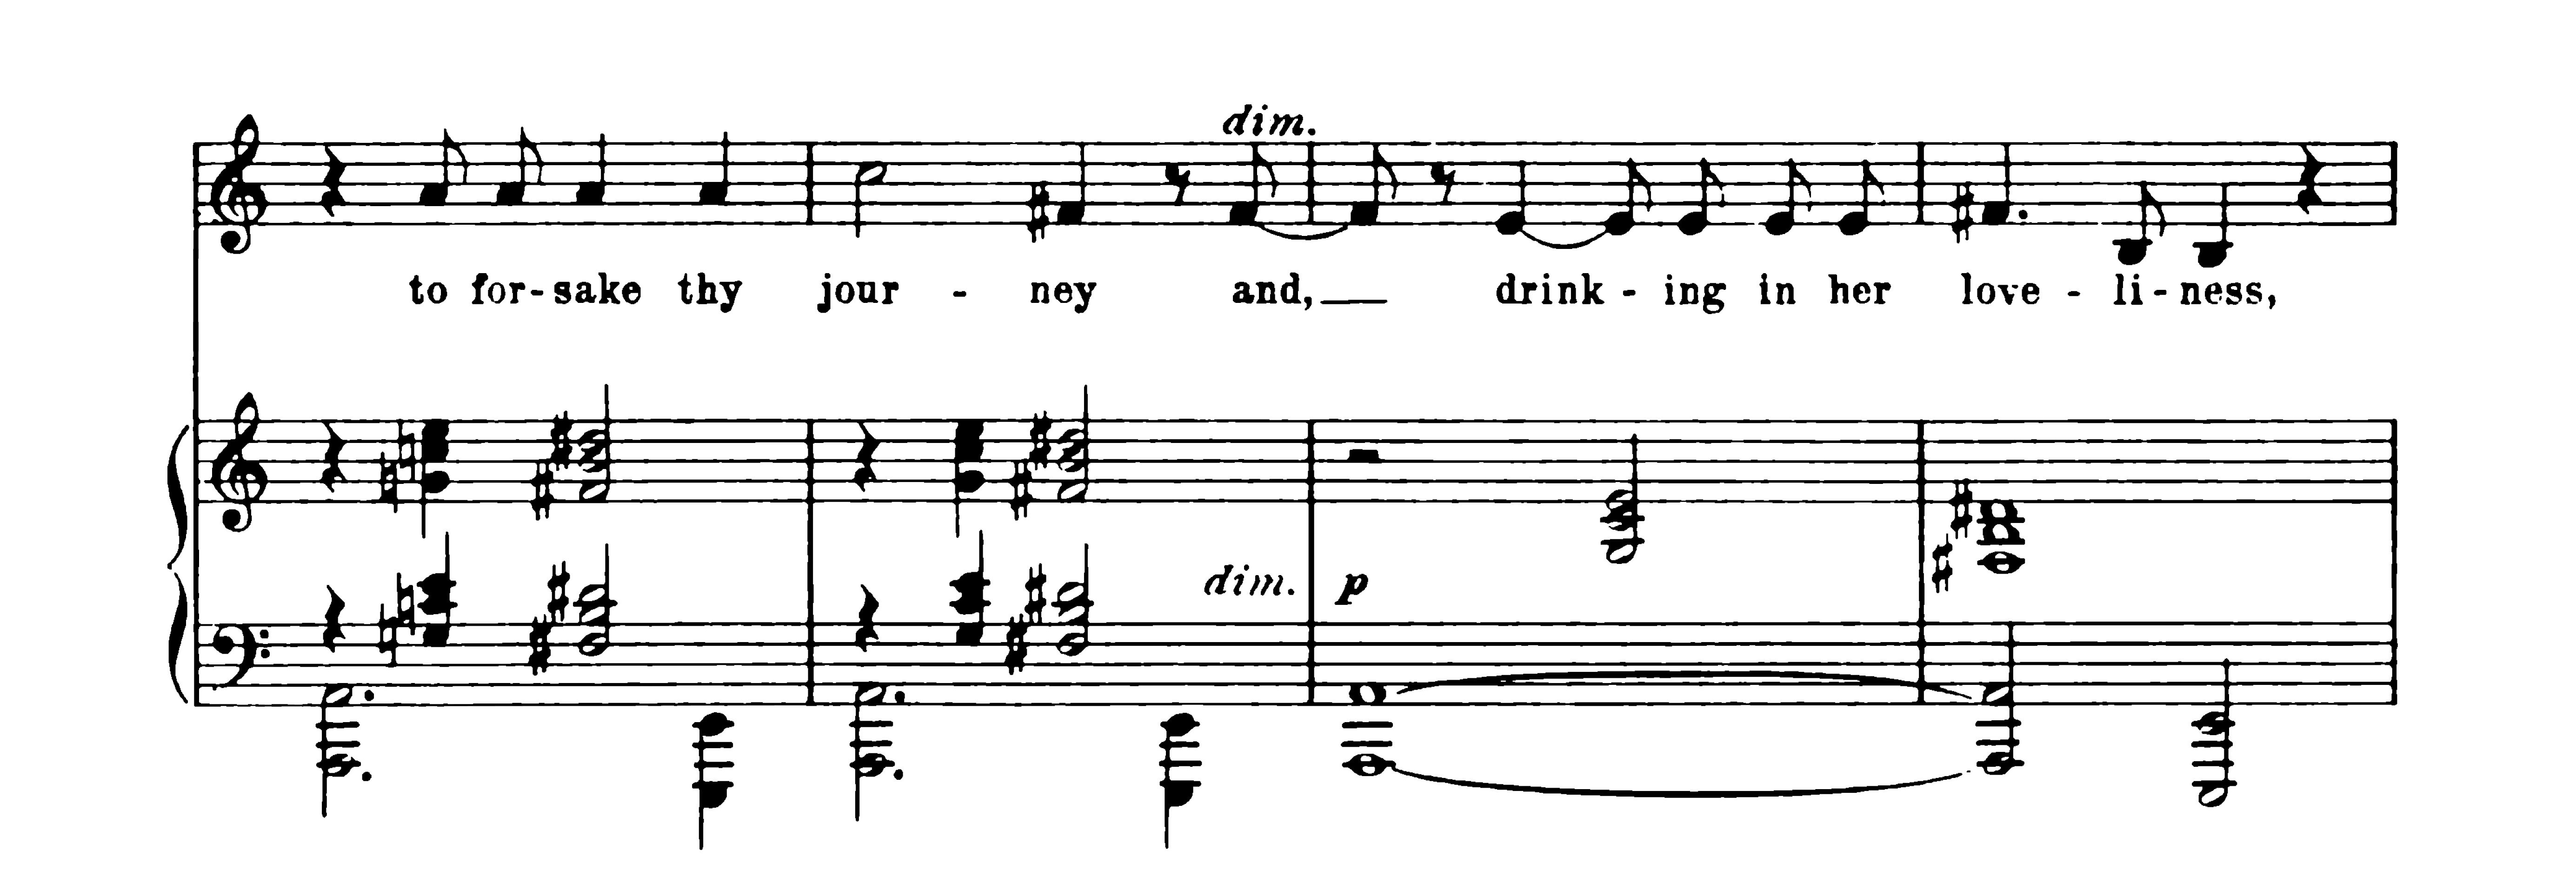 dim.
to for-sake thy jour - ney and, drink - ing in her love - li - ness,
dim. p